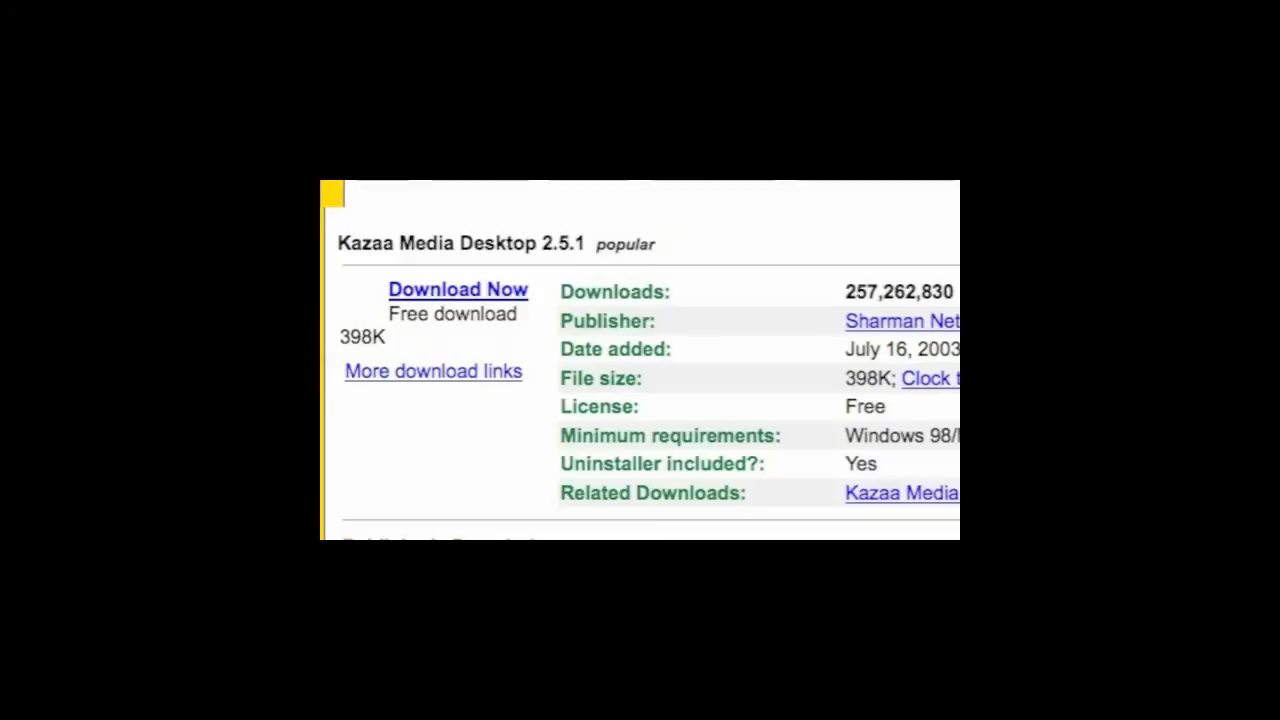 Kazaa Media Desktop 2.5.1 popular
Download Now
Free download
398K
More download links
Downloads: 257,262,830
Publisher: Sharman Net
Date added: July 16, 2003
File size: 398K; Clock t
License: Free
Minimum requirements: Windows 98/
Uninstaller included?: Yes
Related Downloads: Kazaa Media